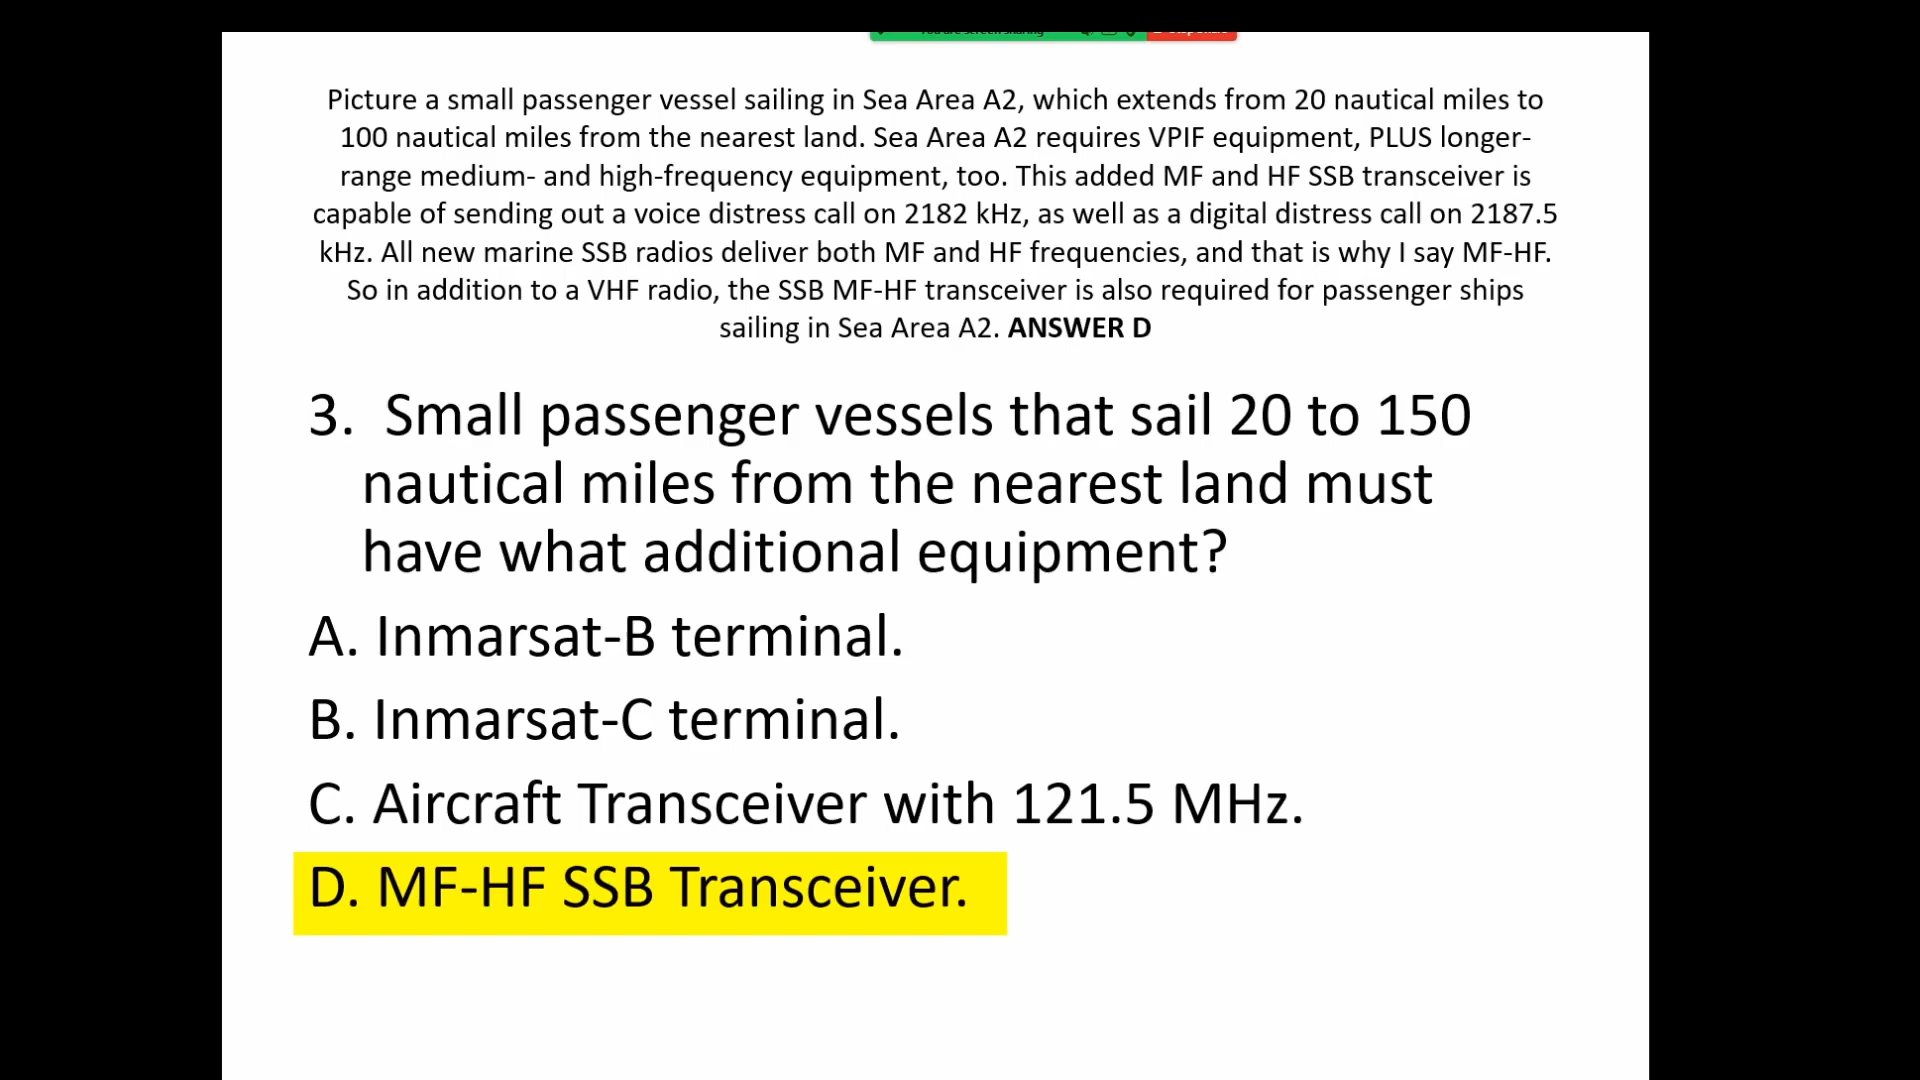 Picture a small passenger vessel sailing in Sea Area A2, which extends from 20 nautical miles to
100 nautical miles from the nearest land. Sea Area A2 requires VPIF equipment, PLUS longer-
range medium- and high-frequency equipment, too. This added MF and HF SSB transceiver is
capable of sending out a voice distress call on 2182 kHz, as well as a digital distress call on 2187.5
kHz. All new marine SSB radios deliver both MF and HF frequencies, and that is why I say MF-HF.
So in addition to a VHF radio, the SSB MF-HF transceiver is also required for passenger ships
sailing in Sea Area A2. ANSWER D
3. Small passenger vessels that sail 20 to 150
nautical miles from the nearest land must
have what additional equipment?
A. Inmarsat-B terminal.
B. Inmarsat-C terminal.
C. Aircraft Transceiver with 121.5 MHz.
D. MF-HF SSB Transceiver.